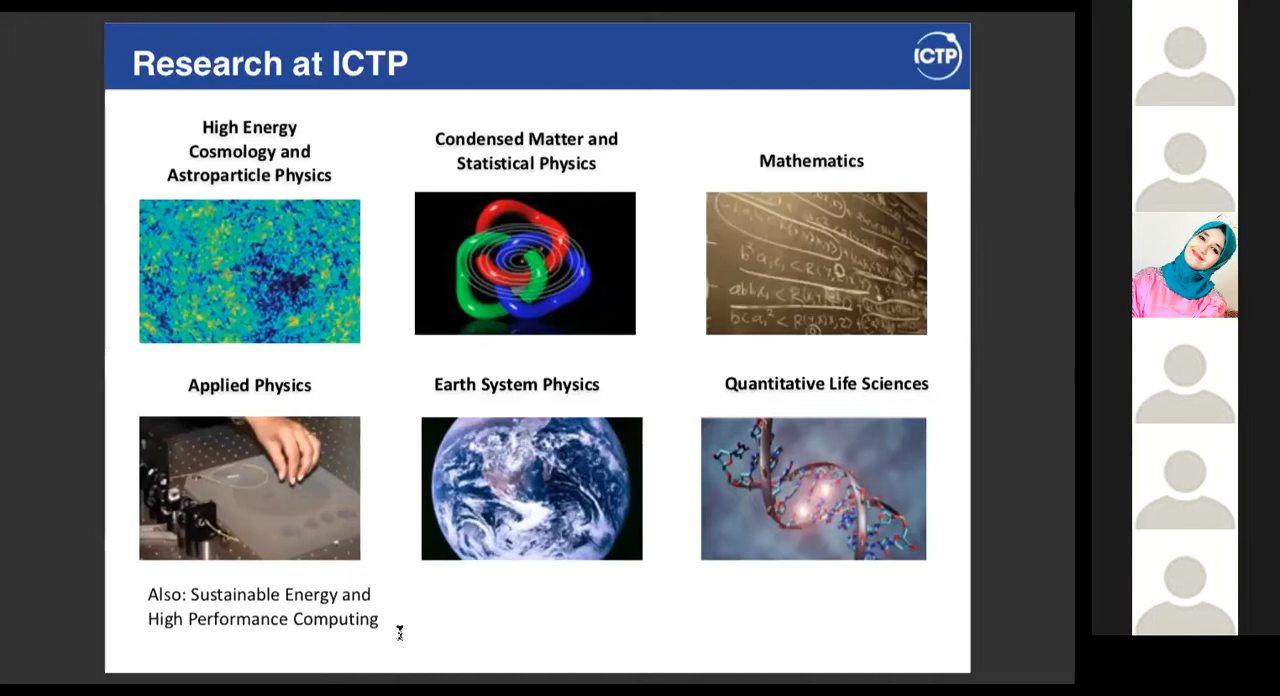 Research at ICTP
ICTP
High Energy
Cosmology and
Astroparticle Physics
Condensed Matter and
Statistical Physics
Mathematics
Applied Physics
Earth System Physics
Quantitative Life Sciences
Also: Sustainable Energy and
High Performance Computing